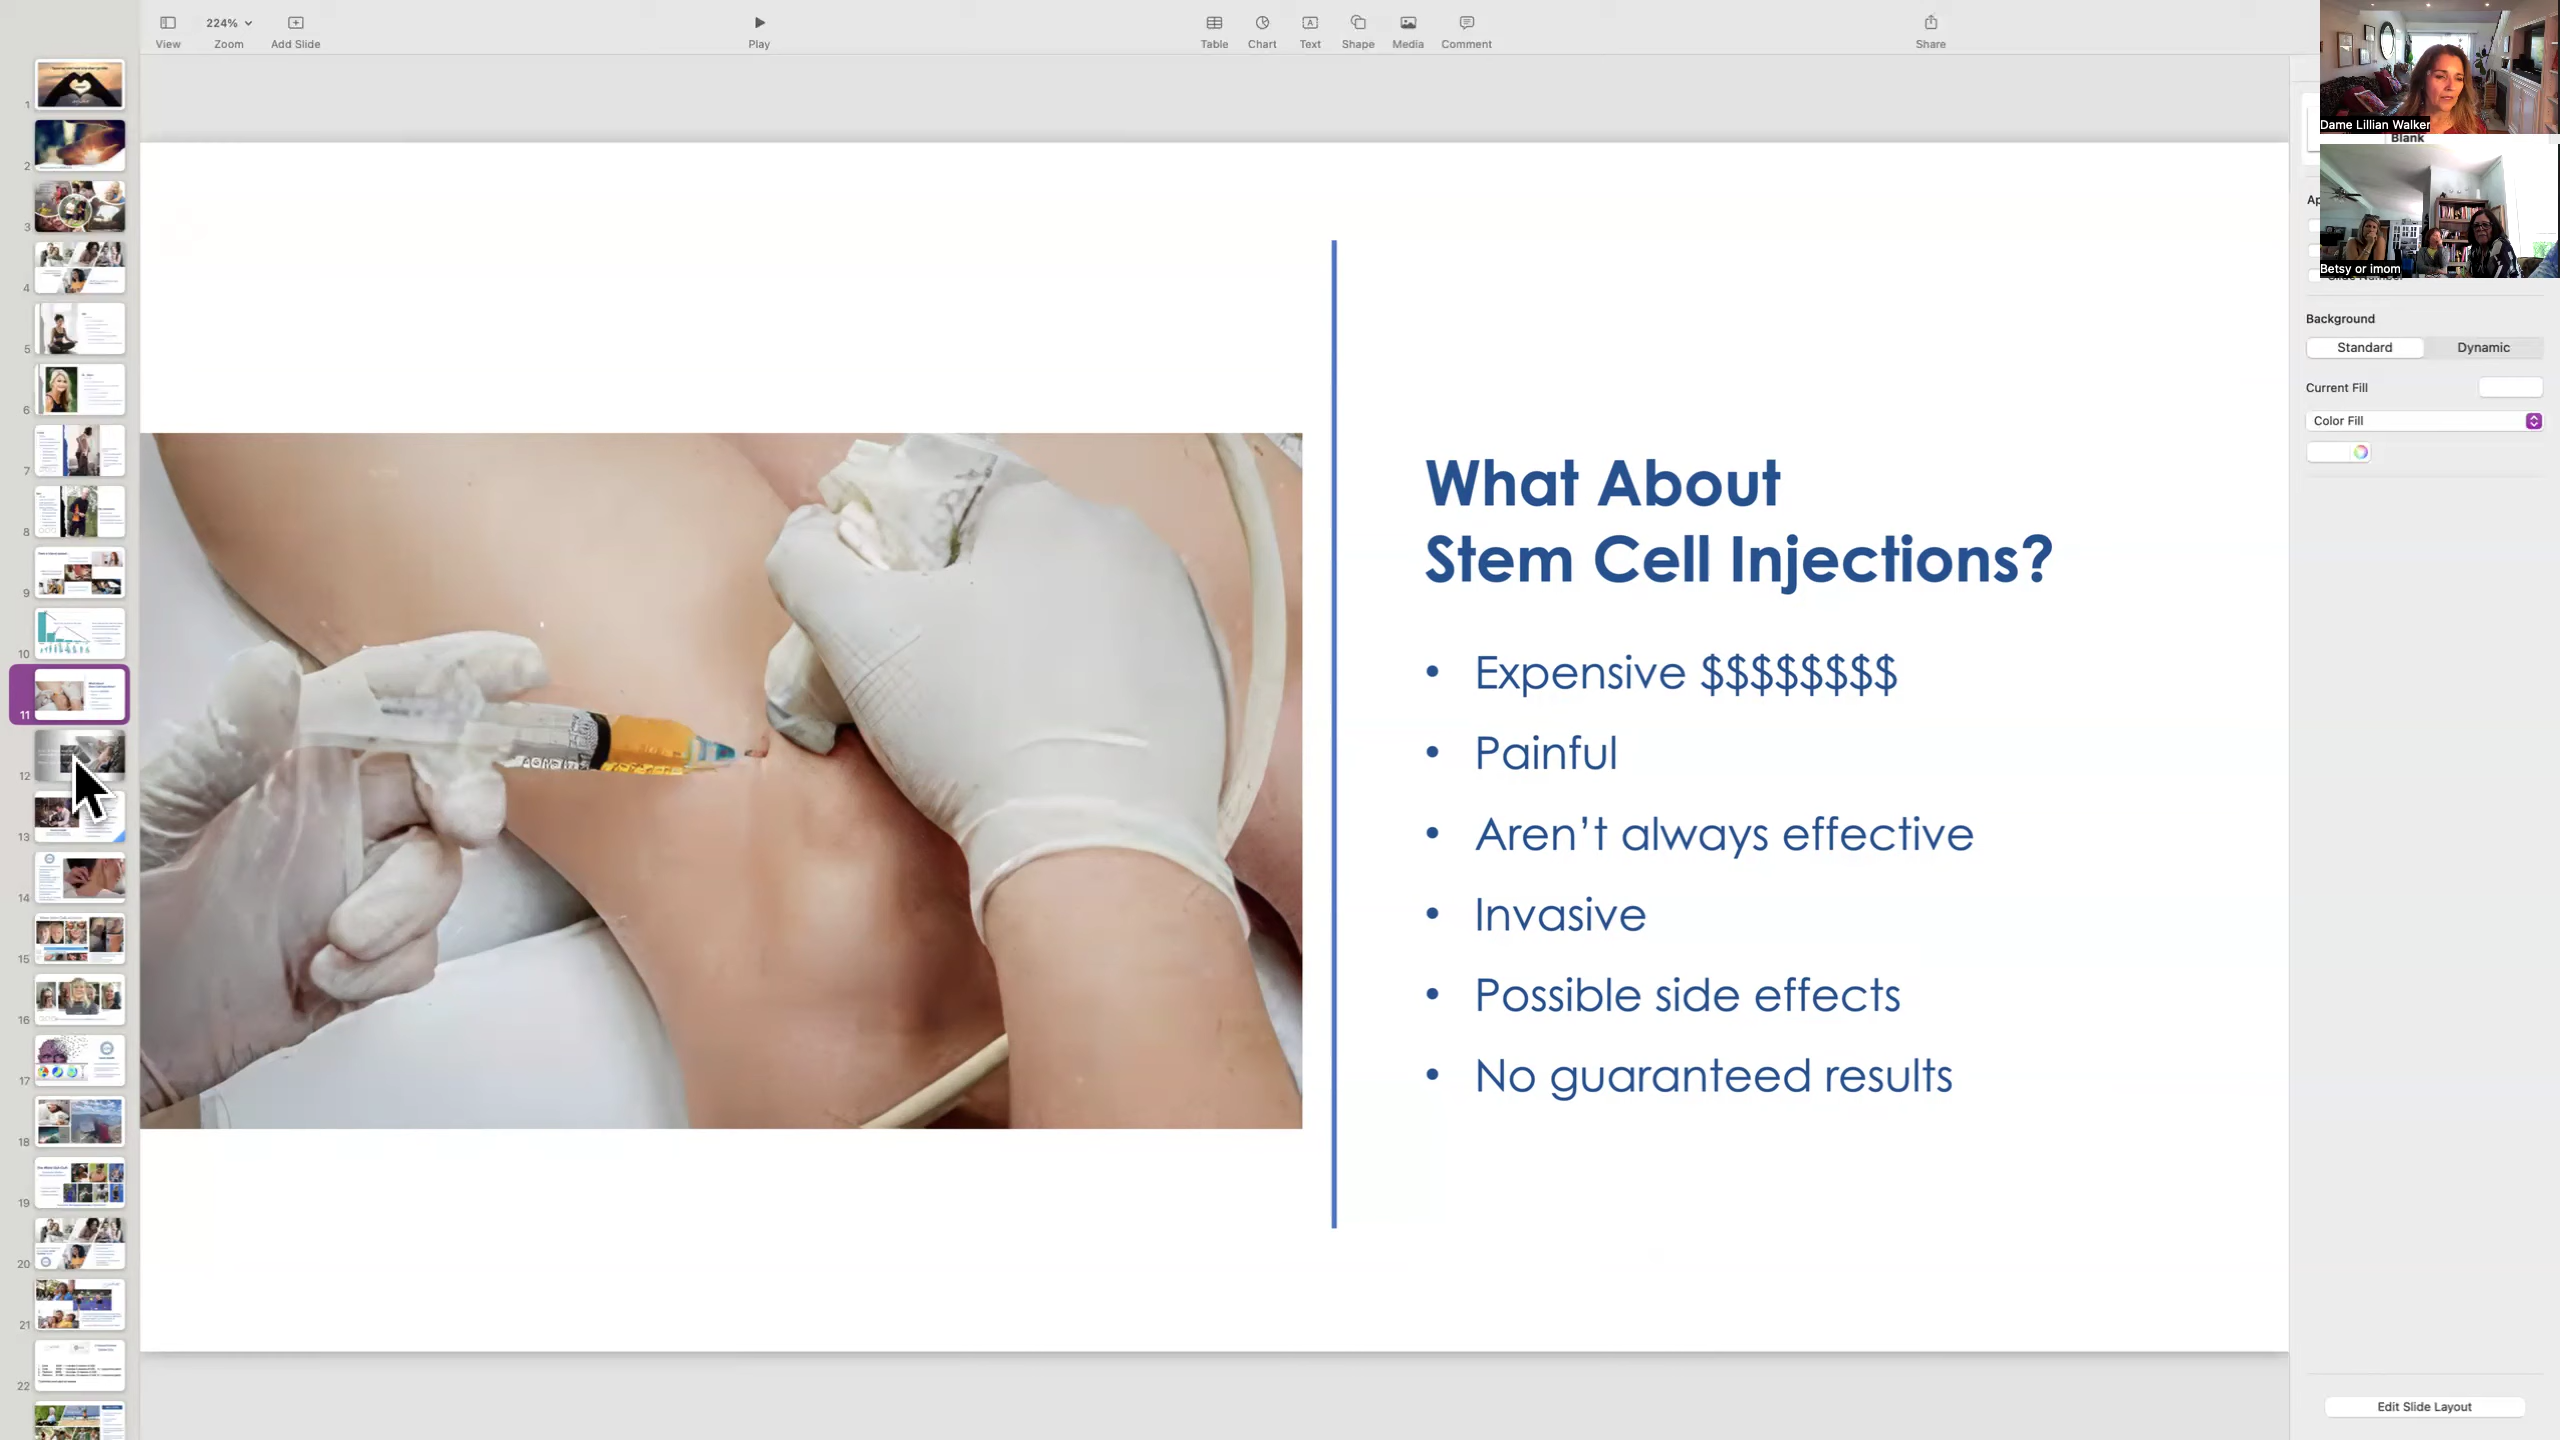 View
224%
Zoom
Add Slide
Play
Table
Chart
Text
Shape
Media
Comment
Share
Dame Lillian Walker
Blank
Betsy or imom
Background
Standard
Dynamic
Current Fill
Color Fill
Edit Slide Layout
1
2
3
4
5
6
7
8
9
10
11
12
13
14
15
16
17
18
19
20
21
22
What About
Stem Cell Injections?
• Expensive $$$$$$$$
• Painful
• Aren’t always effective
• Invasive
• Possible side effects
• No guaranteed results